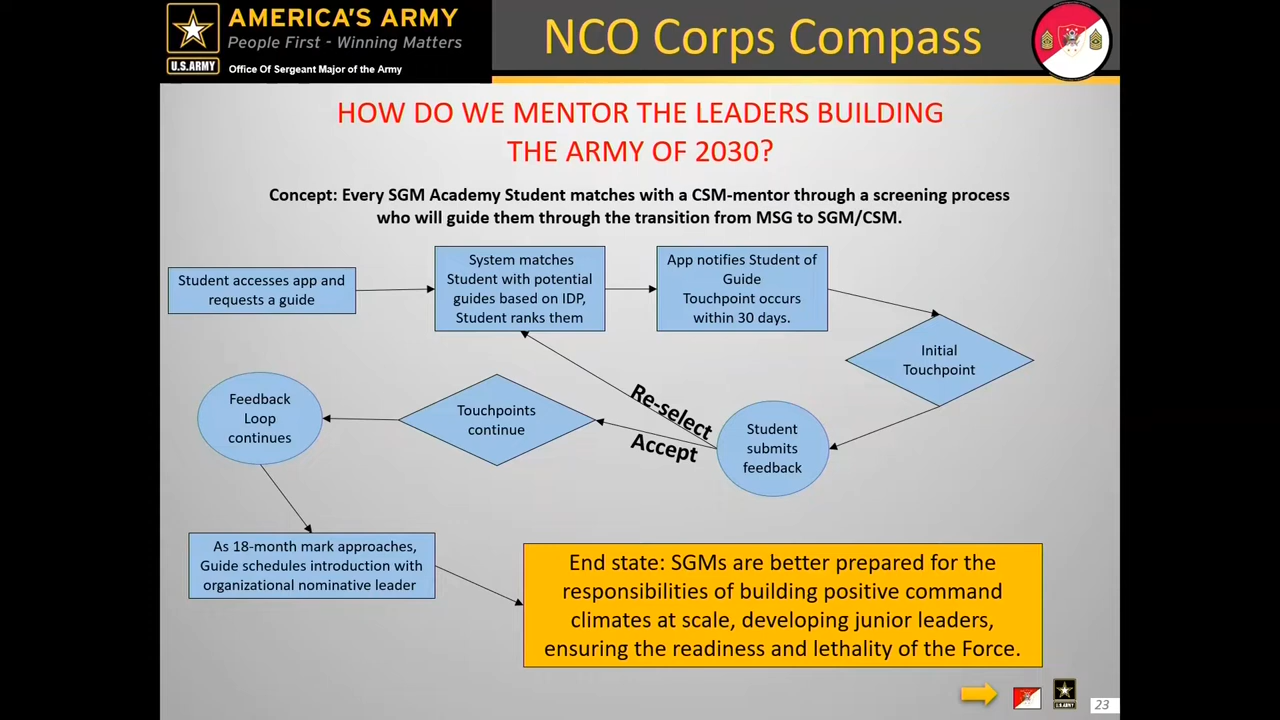 AMERICA'S ARMY
People First - Winning Matters
U.S.ARMY
Office Of Sergeant Major of the Army
NCO Corps Compass
HOW DO WE MENTOR THE LEADERS BUILDING
THE ARMY OF 2030?
Concept: Every SGM Academy Student matches with a CSM-mentor through a screening process
who will guide them through the transition from MSG to SGM/CSM.
Student accesses app and
requests a guide
System matches
Student with potential
guides based on IDP,
Student ranks them
App notifies Student of
Guide
Touchpoint occurs
within 30 days.
Initial
Touchpoint
Student
submits
feedback
Re-select
Accept
Touchpoints
continue
Feedback
Loop
continues
As 18-month mark approaches,
Guide schedules introduction with
organizational nominative leader
End state: SGMs are better prepared for the
responsibilities of building positive command
climates at scale, developing junior leaders,
ensuring the readiness and lethality of the Force.
U.S.ARMY
23